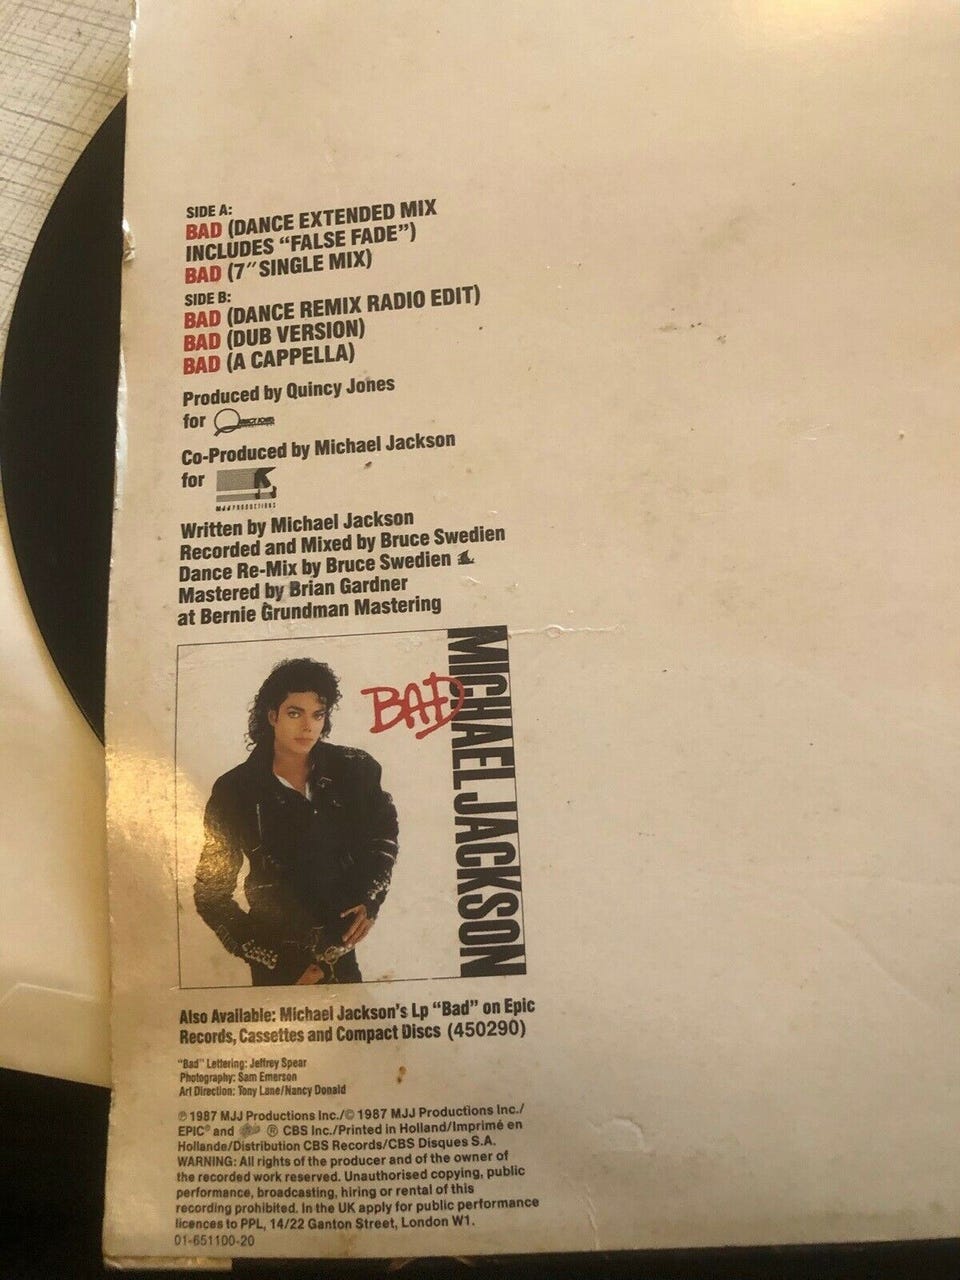 SIDE A:
BAD (DANCE EXTENDED MIX
INCLUDES “FALSE FADE”)
BAD (7″ SINGLE MIX)
SIDE B:
BAD (DANCE REMIX RADIO EDIT)
BAD (DUB VERSION)
BAD (A CAPPELLA)
Produced by Quincy Jones
for
Co-Produced by Michael Jackson
for
MJJ PRODUCTIONS
Written by Michael Jackson
Recorded and Mixed by Bruce Swedien
Dance Re-Mix by Bruce Swedien
Mastered by Brian Gardner
at Bernie Grundman Mastering
BAD
MICHAEL JACKSON
Also Available: Michael Jackson’s Lp “Bad” on Epic
Records, Cassettes and Compact Discs (450290)
“Bad” Lettering: Jeffrey Spear
Photography: Sam Emerson
Art Direction: Tony Lane/Nancy Donald
℗ 1987 MJJ Productions Inc./© 1987 MJJ Productions Inc./
EPIC® and ® CBS Inc./Printed in Holland/Imprimé en
Hollande/Distribution CBS Records/CBS Disques S.A.
WARNING: All rights of the producer and of the owner of
the recorded work reserved. Unauthorised copying, public
performance, broadcasting, hiring or rental of this
recording prohibited. In the UK apply for public performance
licences to PPL, 14/22 Ganton Street, London W1.
01-651100-20